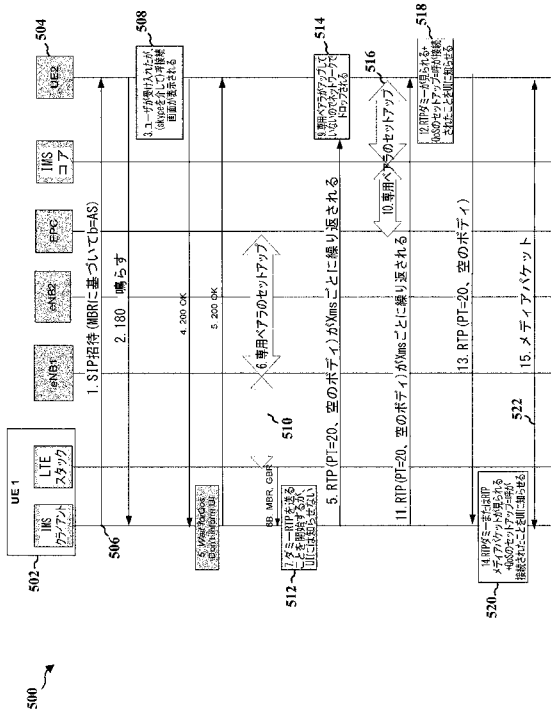 500
502
UE 1
IMS
クライアント
LTE
スタック
eNB1
eNB2
EPC
IMS
コア
UE2
504
506
1.SIP招待(MBRに基づいてb=AS)
2.180 鳴らす
508
3.ユーザが受け入れたが、
(skypeを介して)呼接続
画面が表示される
4. 200 OK
5. 200 OK
Don't inform UI
510
6.専用ベアラのセットアップ
6B MBR, GBR
512
7.ダミーRTPを送る
ことを開始するが、
UIには知らせない
5.RTP(PT=20、空のボディ)がXmsごとに繰り返される
514
9.専用ベアラがアップして
いないのでネットワークで
ドロップされる
516
10.専用ベアラのセットアップ
11.RTP(PT=20、空のボディ)がXmsごとに繰り返される
518
12.RTPダミーが見られる+
QoSのセットアップ=呼が接続
されたことをUIに知らせる
13.RTP(PT=20、空のボディ)
520
14.RTPダミーまたはRTP
メディアパケットが見られる
+QoSのセットアップ=呼が
接続されたことをUIに知らせる
15.メディアパケット
522